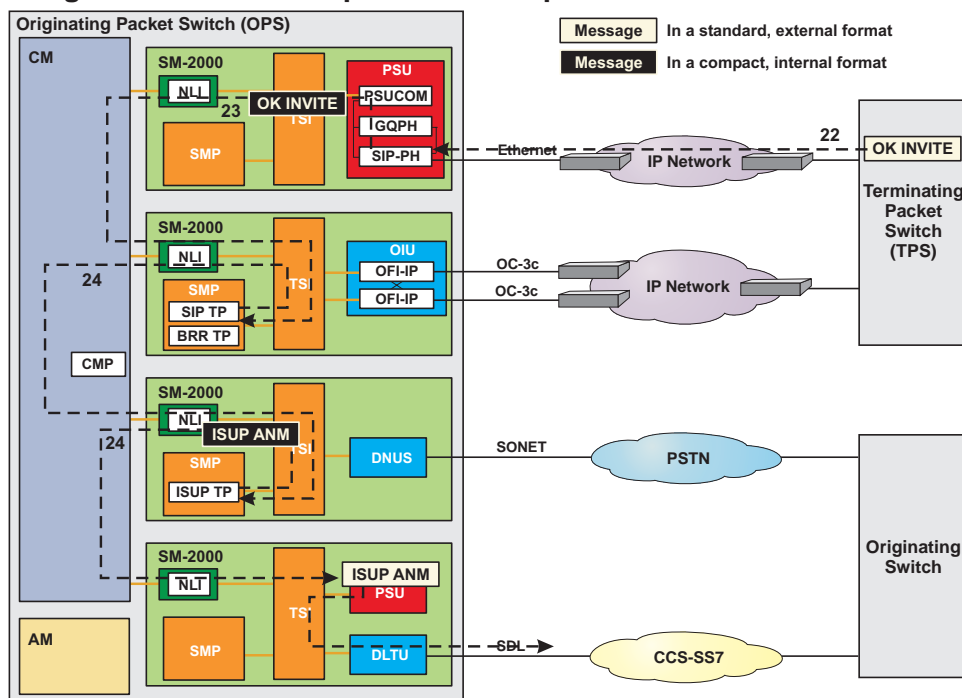 Originating Packet Switch (OPS)
Message
In a standard, external format
Message
In a compact, internal format
CM
SM-2000
NLI
23
OK INVITE
TSI
SMP
PSU
PSUCOM
GQPH
SIP-PH
Ethernet
IP Network
22
OK INVITE
Terminating
Packet
Switch
(TPS)
SM-2000
NLI
24
SMP
SIP TP
BRR TP
TSI
OIU
OFI-IP
OFI-IP
OC-3c
OC-3c
IP Network
CMP
SM-2000
NLI
24
ISUP ANM
TSI
SMP
ISUP TP
DNUS
SONET
PSTN
Originating
Switch
SM-2000
NLI
ISUP ANM
PSU
TSI
SMP
DLTU
SDL
CCS-SS7
AM